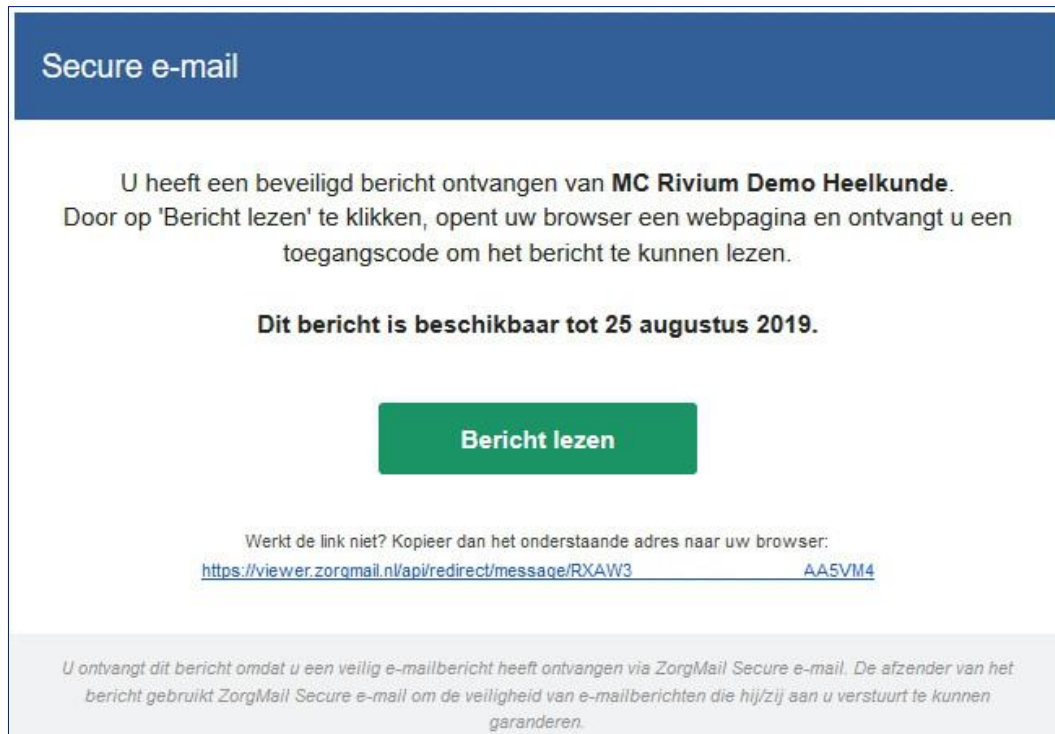 Secure e-mail
U heeft een beveiligd bericht ontvangen van MC Rivium Demo Heelkunde.
Door op 'Bericht lezen' te klikken, opent uw browser een webpagina en ontvangt u een
toegangscode om het bericht te kunnen lezen.
Dit bericht is beschikbaar tot 25 augustus 2019.
Bericht lezen
Werkt de link niet? Kopieer dan het onderstaande adres naar uw browser:
https://viewer.zorgmail.nl/api/redirect/message/RXAW3 AA5VM4
U ontvangt dit bericht omdat u een veilig e-mailbericht heeft ontvangen via ZorgMail Secure e-mail. De afzender van het
bericht gebruikt ZorgMail Secure e-mail om de veiligheid van e-mailberichten die hij/zij aan u verstuurt te kunnen
garanderen.